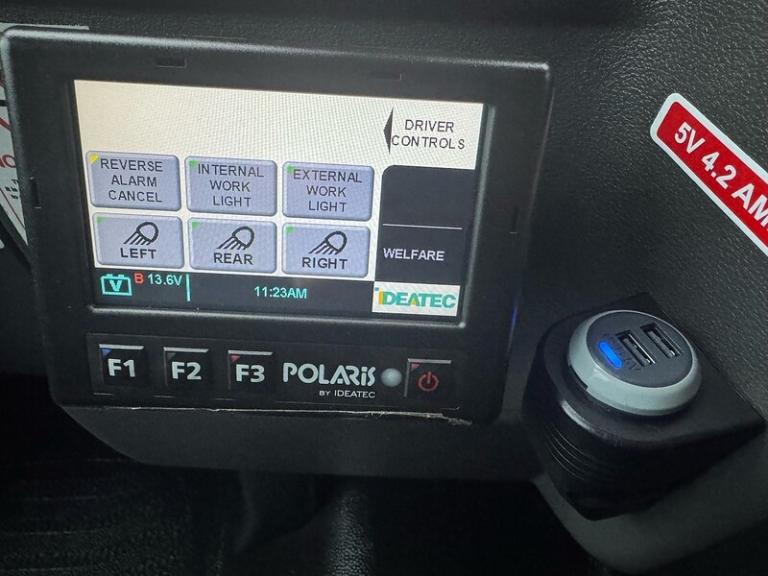 DRIVER
CONTROLS
REVERSE
ALARM
CANCEL
INTERNAL
WORK
LIGHT
EXTERNAL
WORK
LIGHT
LEFT
REAR
RIGHT
WELFARE
V
B 13.6V
11:23AM
iDEATEC
F1
F2
F3
POLARiS
BY IDEATEC
5V 4.2 AM